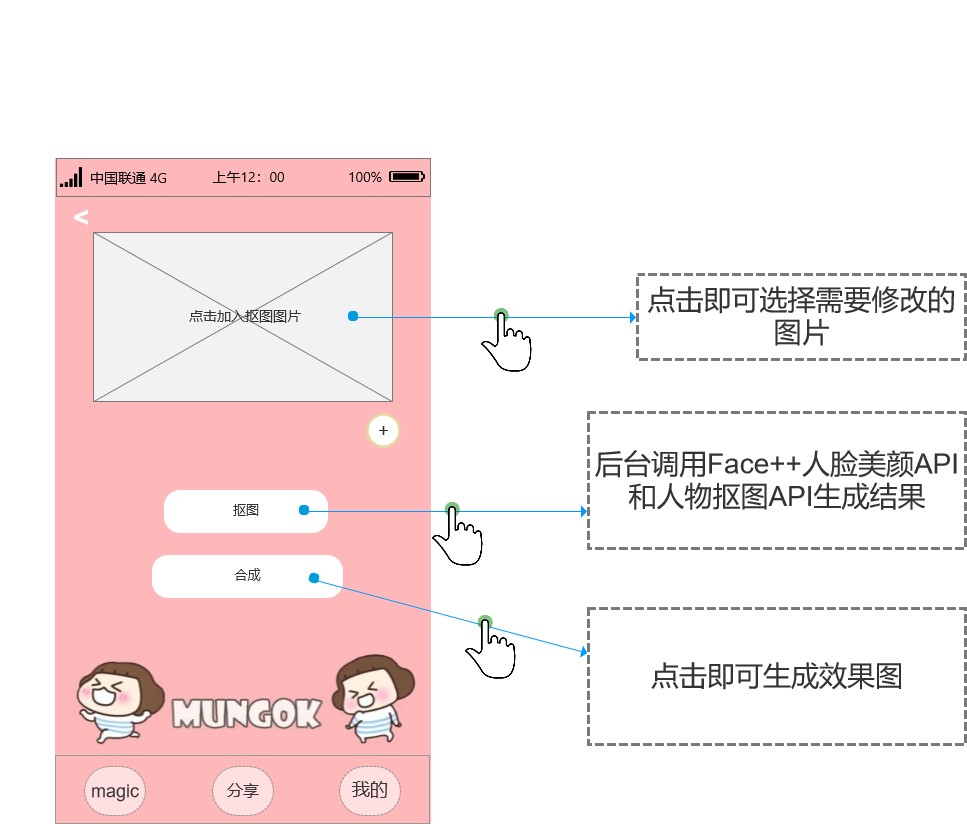 中国联通 4G 上午12：00 100%
<
点击加入抠图图片
点击即可选择需要修改的
图片
+
后台调用Face++人脸美颜API
和人物抠图API生成结果
抠图
合成
点击即可生成效果图
MUNGOK
magic 分享 我的